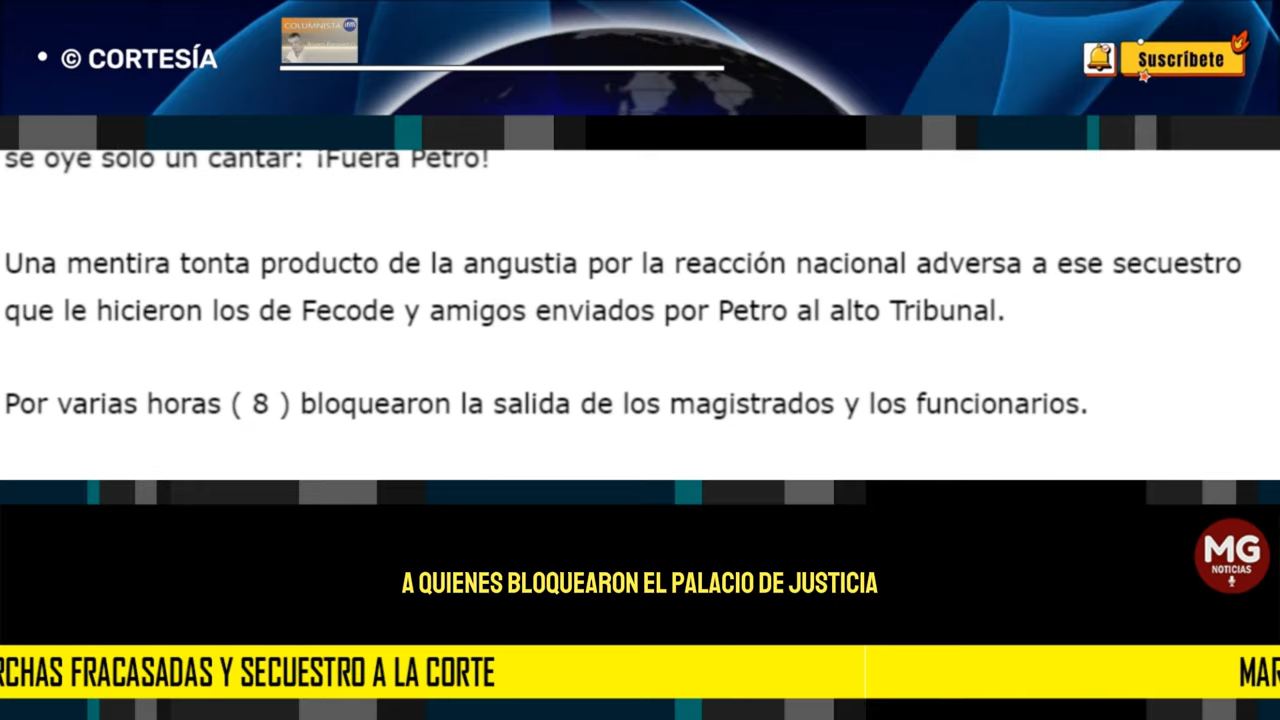 • © CORTESÍA
COLUMNISTA
Suscríbete
se oye solo un cantar: ¡Fuera Petro!
Una mentira tonta producto de la angustia por la reacción nacional adversa a ese secuestro
que le hicieron los de Fecode y amigos enviados por Petro al alto Tribunal.
Por varias horas ( 8 ) bloquearon la salida de los magistrados y los funcionarios.
MG
NOTICIAS
A QUIENES BLOQUEARON EL PALACIO DE JUSTICIA
RCHAS FRACASADAS Y SECUESTRO A LA CORTE
MAR